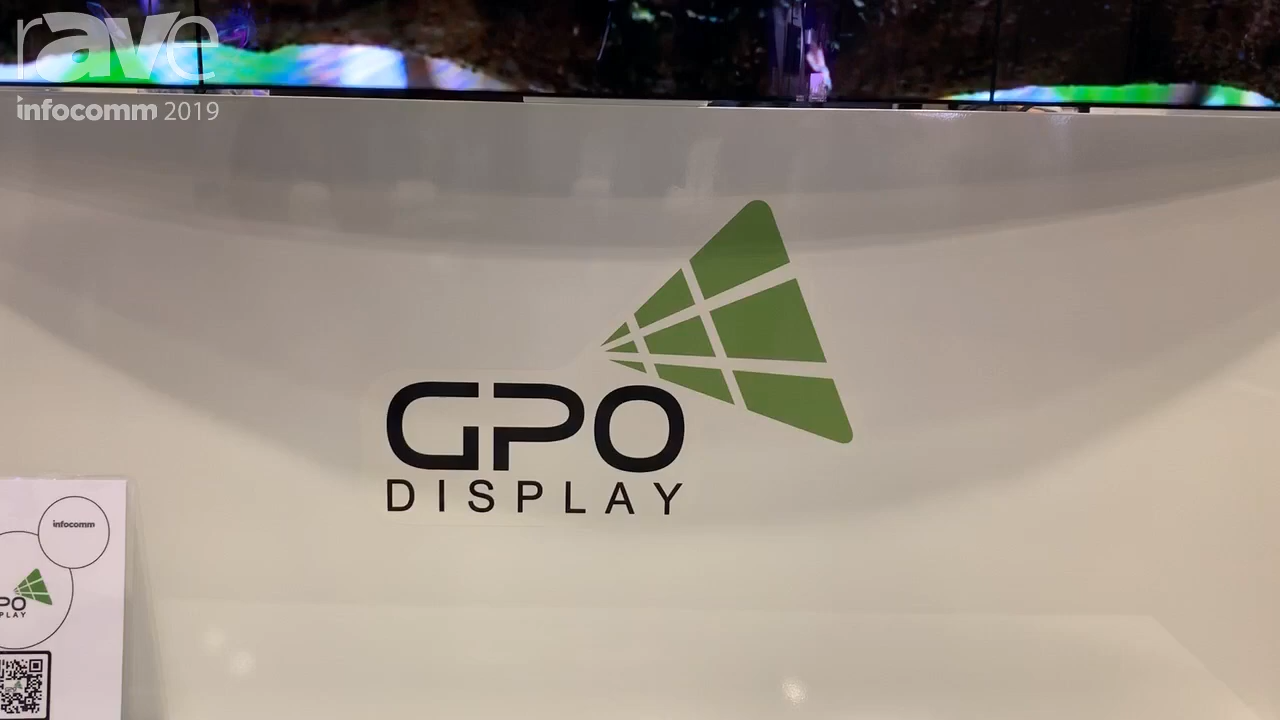 rAVe
infocomm 2019
GPO
DISPLAY
infocomm
PO
PLAY